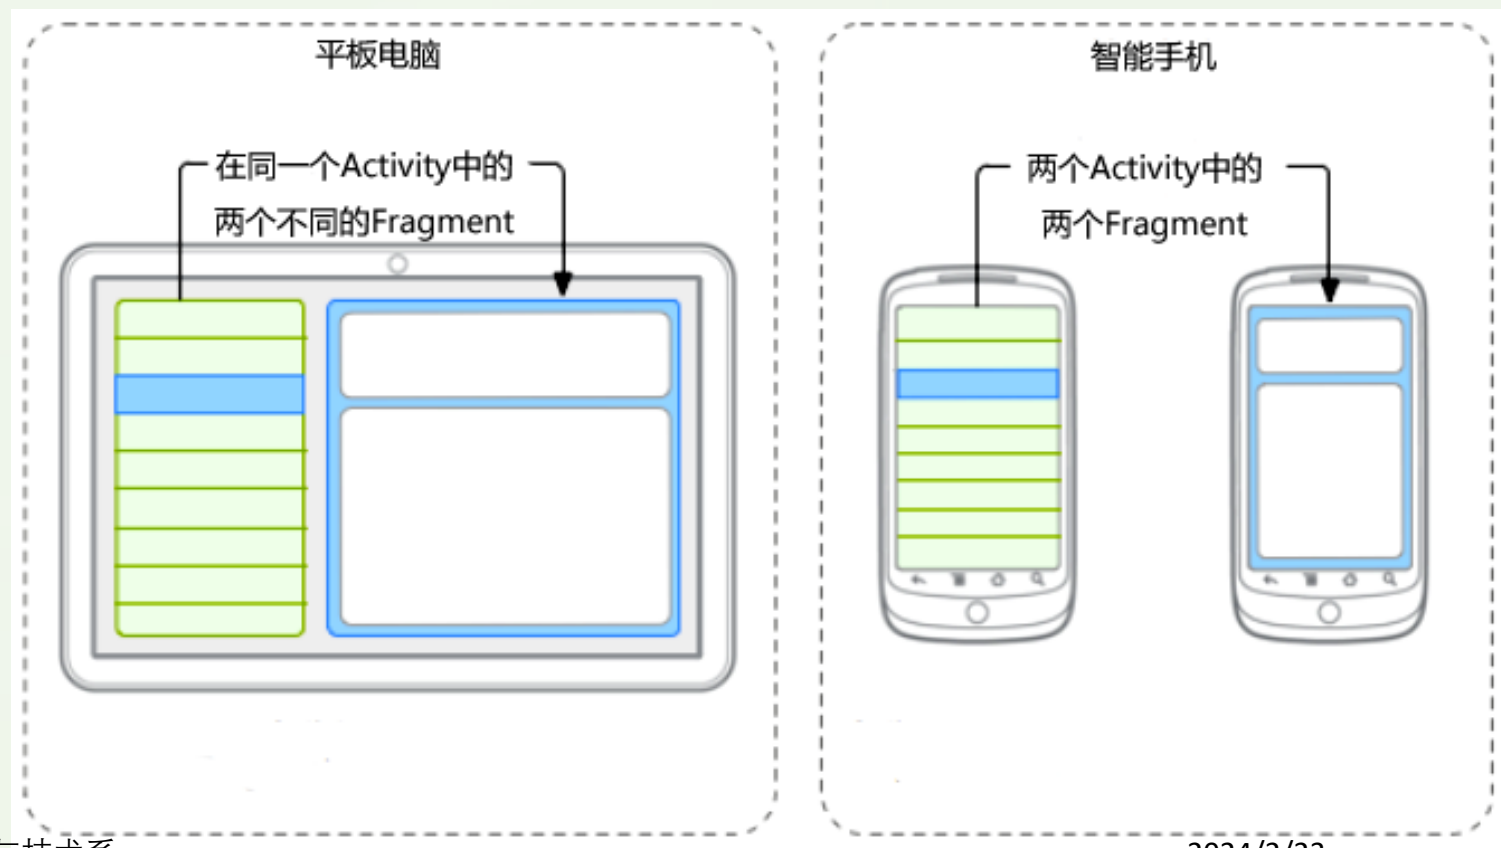 平板电脑
在同一个Activity中的
两个不同的Fragment
智能手机
两个Activity中的
两个Fragment